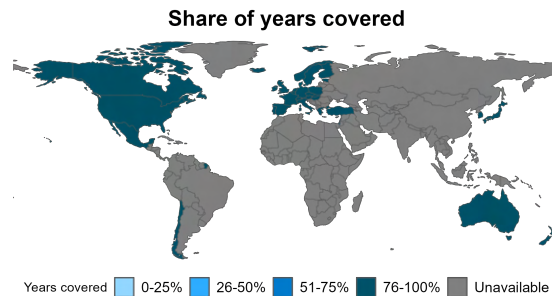 Share of years covered
Years covered 0-25% 26-50% 51-75% 76-100% Unavailable